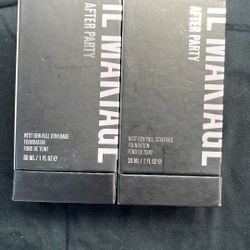 IL MAKIAGE
AFTER PARTY
NEXT-GEN FULL COVERAGE
FOUNDATION
FOND DE TEINT
30 ML / 1 FL OZ ℮
IL MAKIAGE
AFTER PARTY
NEXT-GEN FULL COVERAGE
FOUNDATION
FOND DE TEINT
30 ML / 1 FL OZ ℮